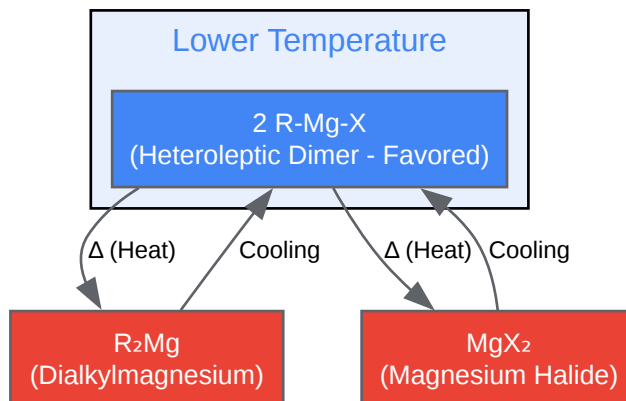 Lower Temperature
2 R-Mg-X
(Heteroleptic Dimer - Favored)
Δ (Heat)
Cooling
Δ (Heat)
Cooling
R₂Mg
(Dialkylmagnesium)
MgX₂
(Magnesium Halide)